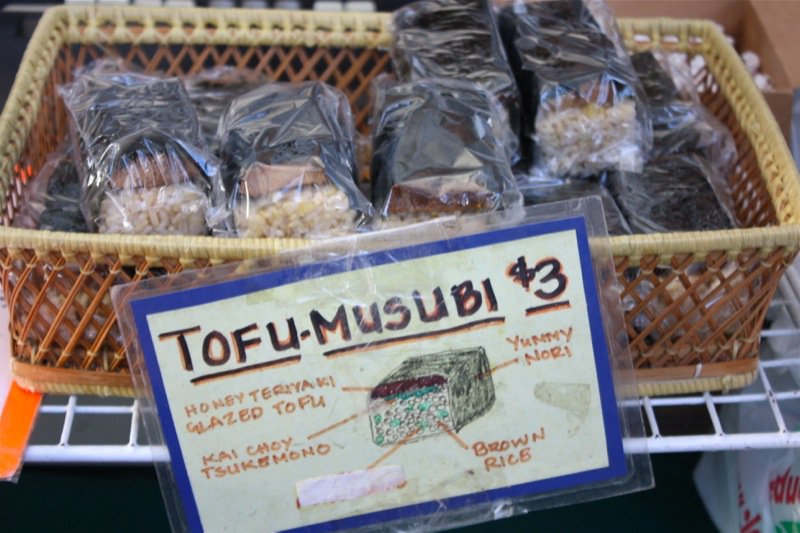 TOFU-MUSUBI $3
HONEY TERIYAKI
GLAZED TOFU
YUMMY
NORI
KAI CHOY
TSUKEMONO
BROWN
RICE